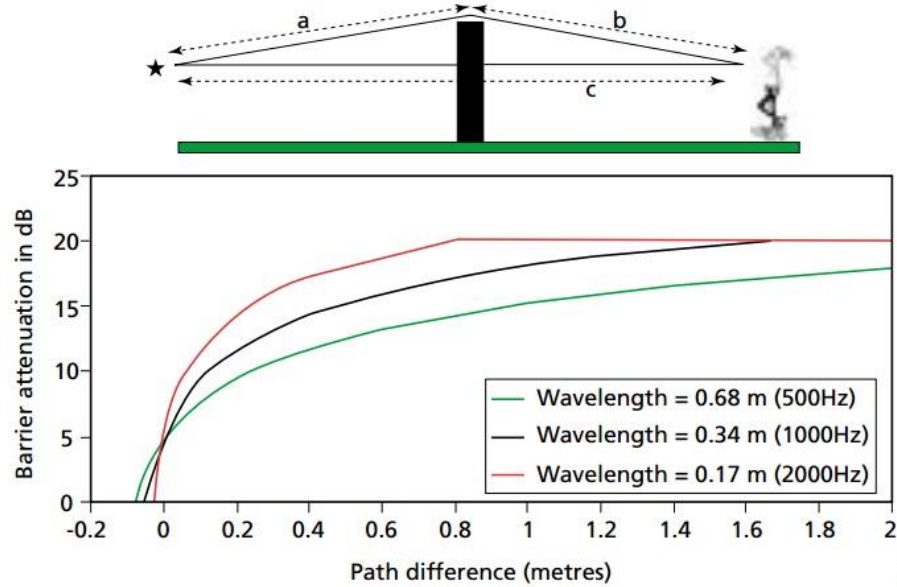 a
b
c
Barrier attenuation in dB
25
20
15
10
5
0
Wavelength = 0.68 m (500Hz)
Wavelength = 0.34 m (1000Hz)
Wavelength = 0.17 m (2000Hz)
-0.2 0 0.2 0.4 0.6 0.8 1 1.2 1.4 1.6 1.8 2
Path difference (metres)